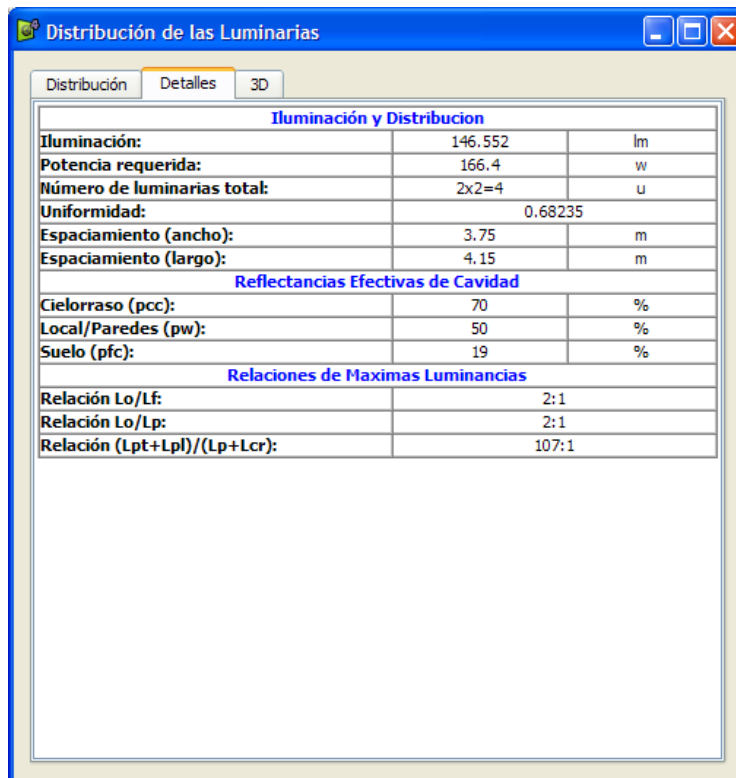 Distribución de las Luminarias
Distribución Detalles 3D
Iluminación y Distribucion
Iluminación: 146.552 lm
Potencia requerida: 166.4 w
Número de luminarias total: 2x2=4 u
Uniformidad: 0.68235
Espaciamiento (ancho): 3.75 m
Espaciamiento (largo): 4.15 m
Reflectancias Efectivas de Cavidad
Cielorraso (pcc): 70 %
Local/Paredes (pw): 50 %
Suelo (pfc): 19 %
Relaciones de Maximas Luminancias
Relación Lo/Lf: 2:1
Relación Lo/Lp: 2:1
Relación (Lpt+Lpl)/(Lp+Lcr): 107:1